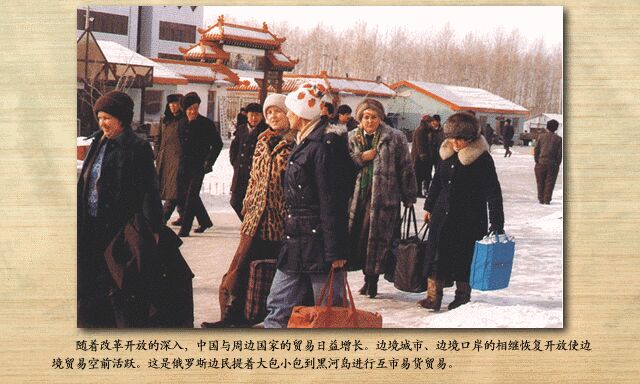 随着改革开放的深入，中国与周边国家的贸易日益增长。边境城市、边境口岸的相继恢复开放使边
境贸易空前活跃。这是俄罗斯边民提着大包小包到黑河岛进行互市易货贸易。